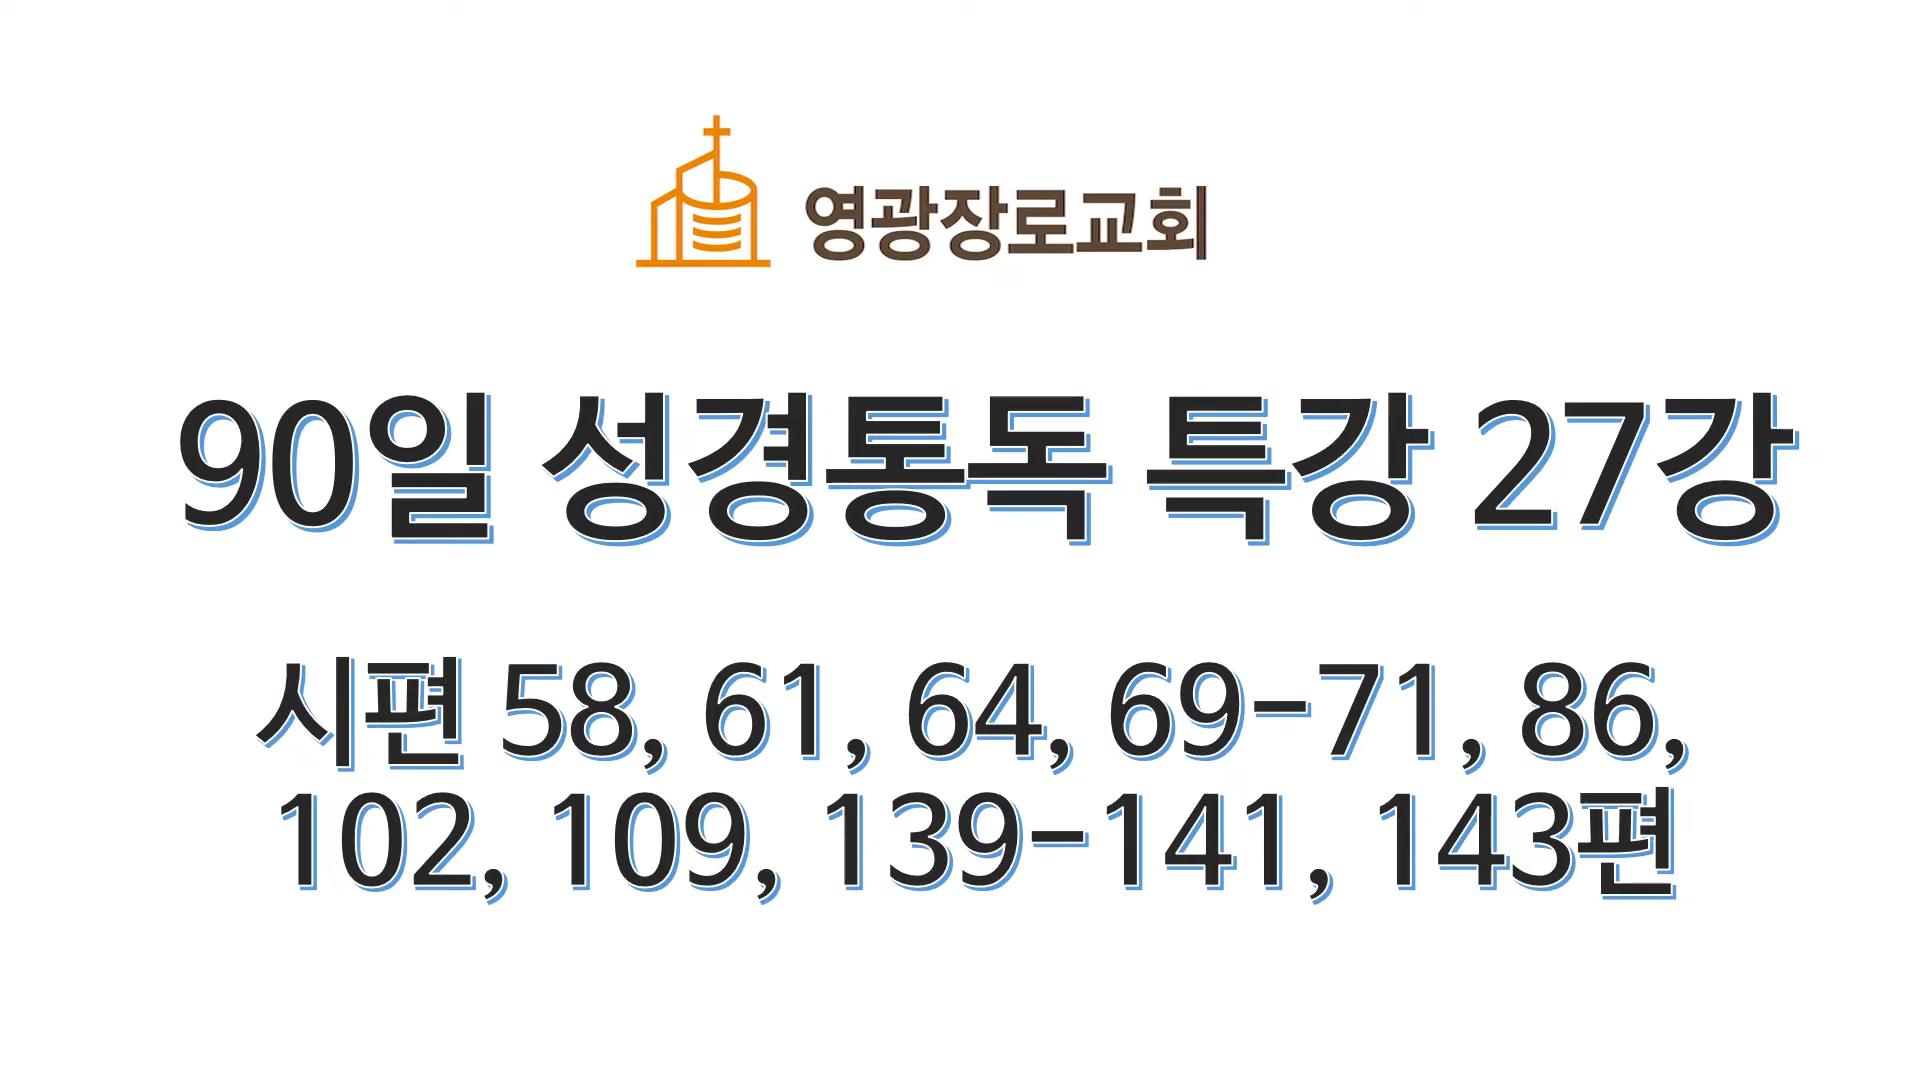 영광장로교회
90일 성경통독 특강 27강
시편 58, 61, 64, 69-71, 86,
102, 109, 139-141, 143편